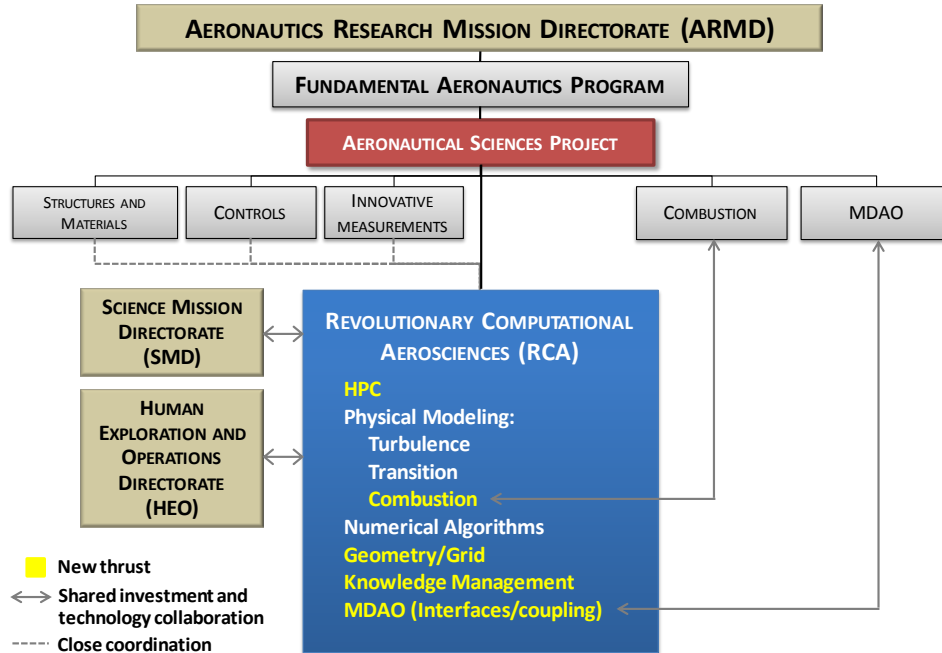 AERONAUTICS RESEARCH MISSION DIRECTORATE (ARMD)
FUNDAMENTAL AERONAUTICS PROGRAM
AERONAUTICAL SCIENCES PROJECT
STRUCTURES AND
MATERIALS
CONTROLS
INNOVATIVE
MEASUREMENTS
COMBUSTION
MDAO
SCIENCE MISSION
DIRECTORATE
(SMD)
HUMAN
EXPLORATION AND
OPERATIONS
DIRECTORATE
(HEO)
REVOLUTIONARY COMPUTATIONAL
AEROSCIENCES (RCA)
HPC
Physical Modeling:
Turbulence
Transition
Combustion
Numerical Algorithms
Geometry/Grid
Knowledge Management
MDAO (Interfaces/coupling)
New thrust
Shared investment and
technology collaboration
Close coordination